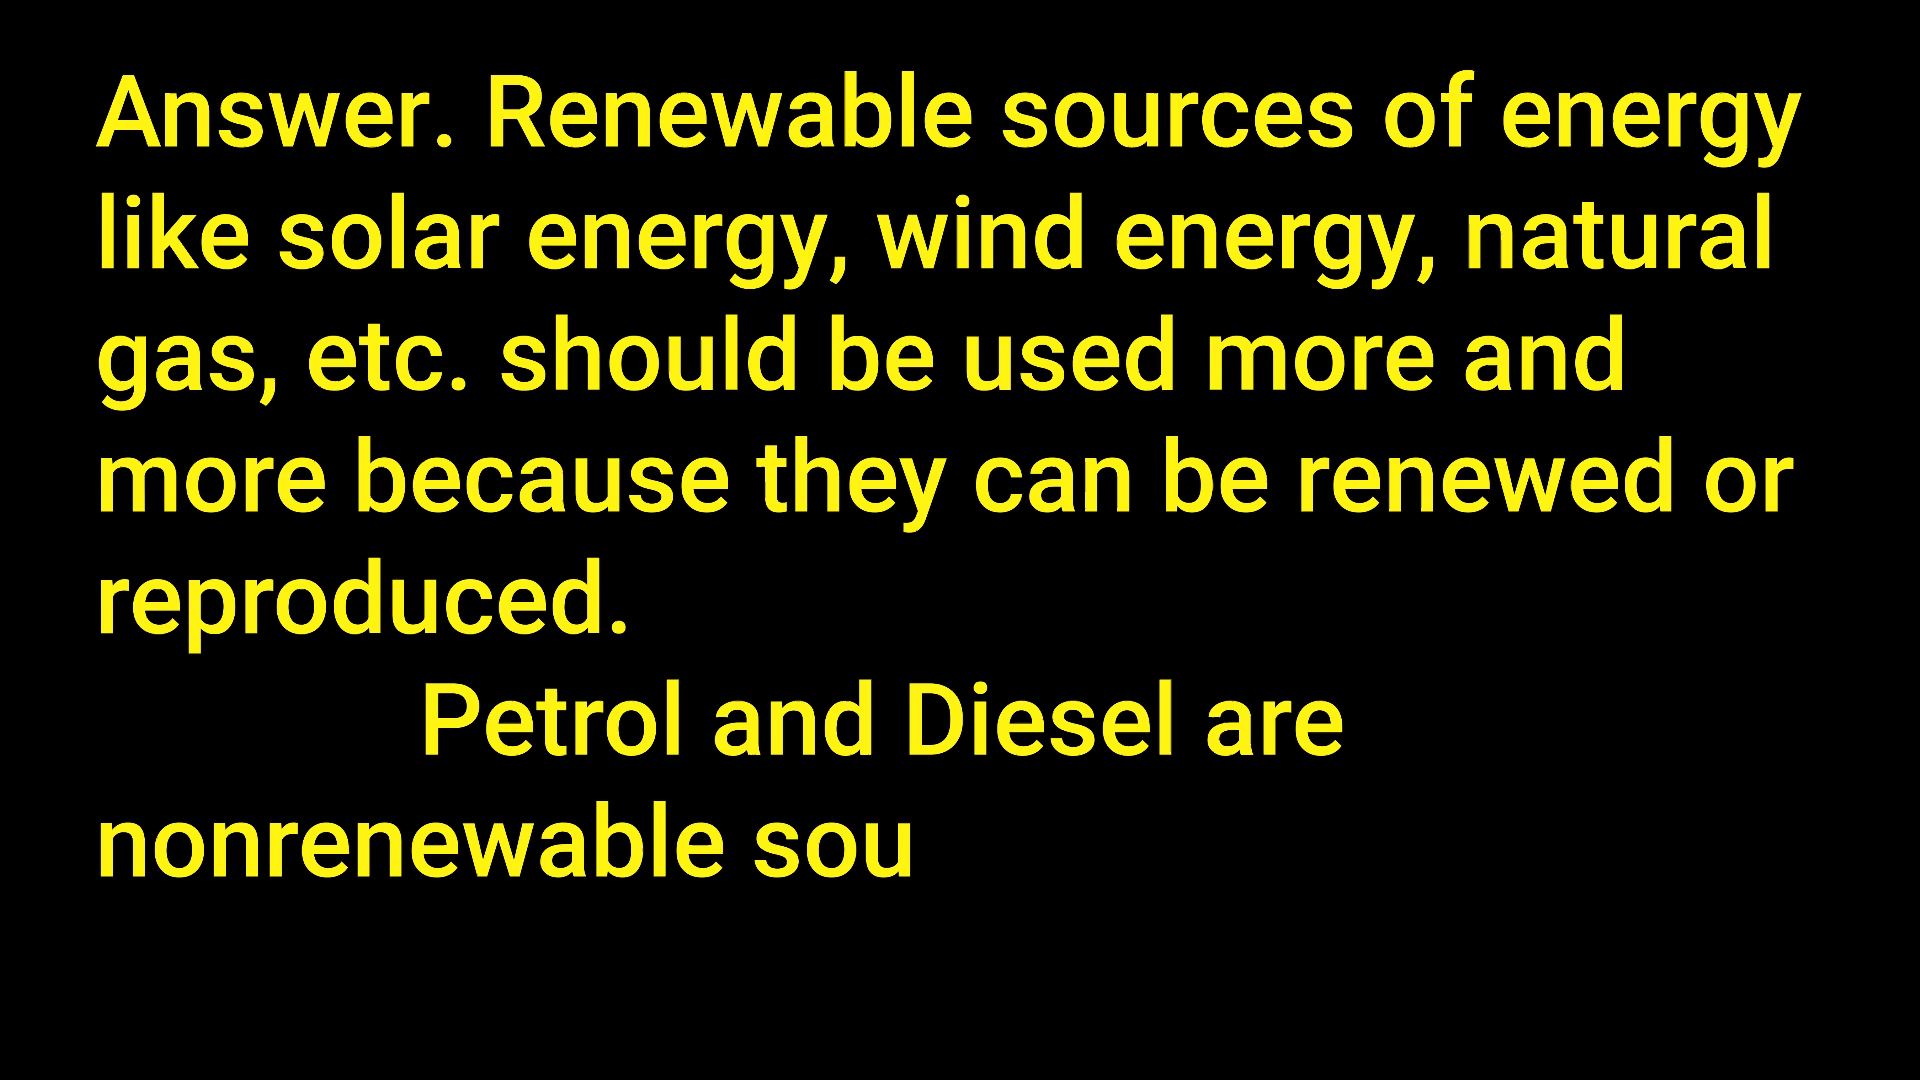 Answer. Renewable sources of energy
like solar energy, wind energy, natural
gas, etc. should be used more and
more because they can be renewed or
reproduced.
Petrol and Diesel are
nonrenewable sou